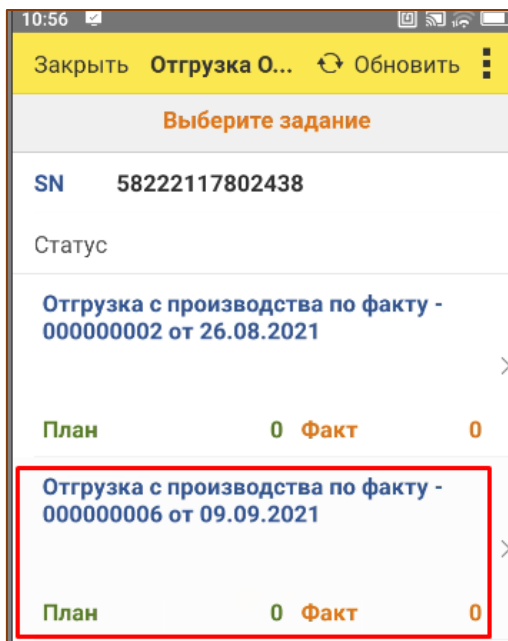 10:56
Закрыть Отгрузка О... Обновить
Выберите задание
SN 58222117802438
Статус
Отгрузка с производства по факту -
000000002 от 26.08.2021
План 0 Факт 0
Отгрузка с производства по факту -
000000006 от 09.09.2021
План 0 Факт 0